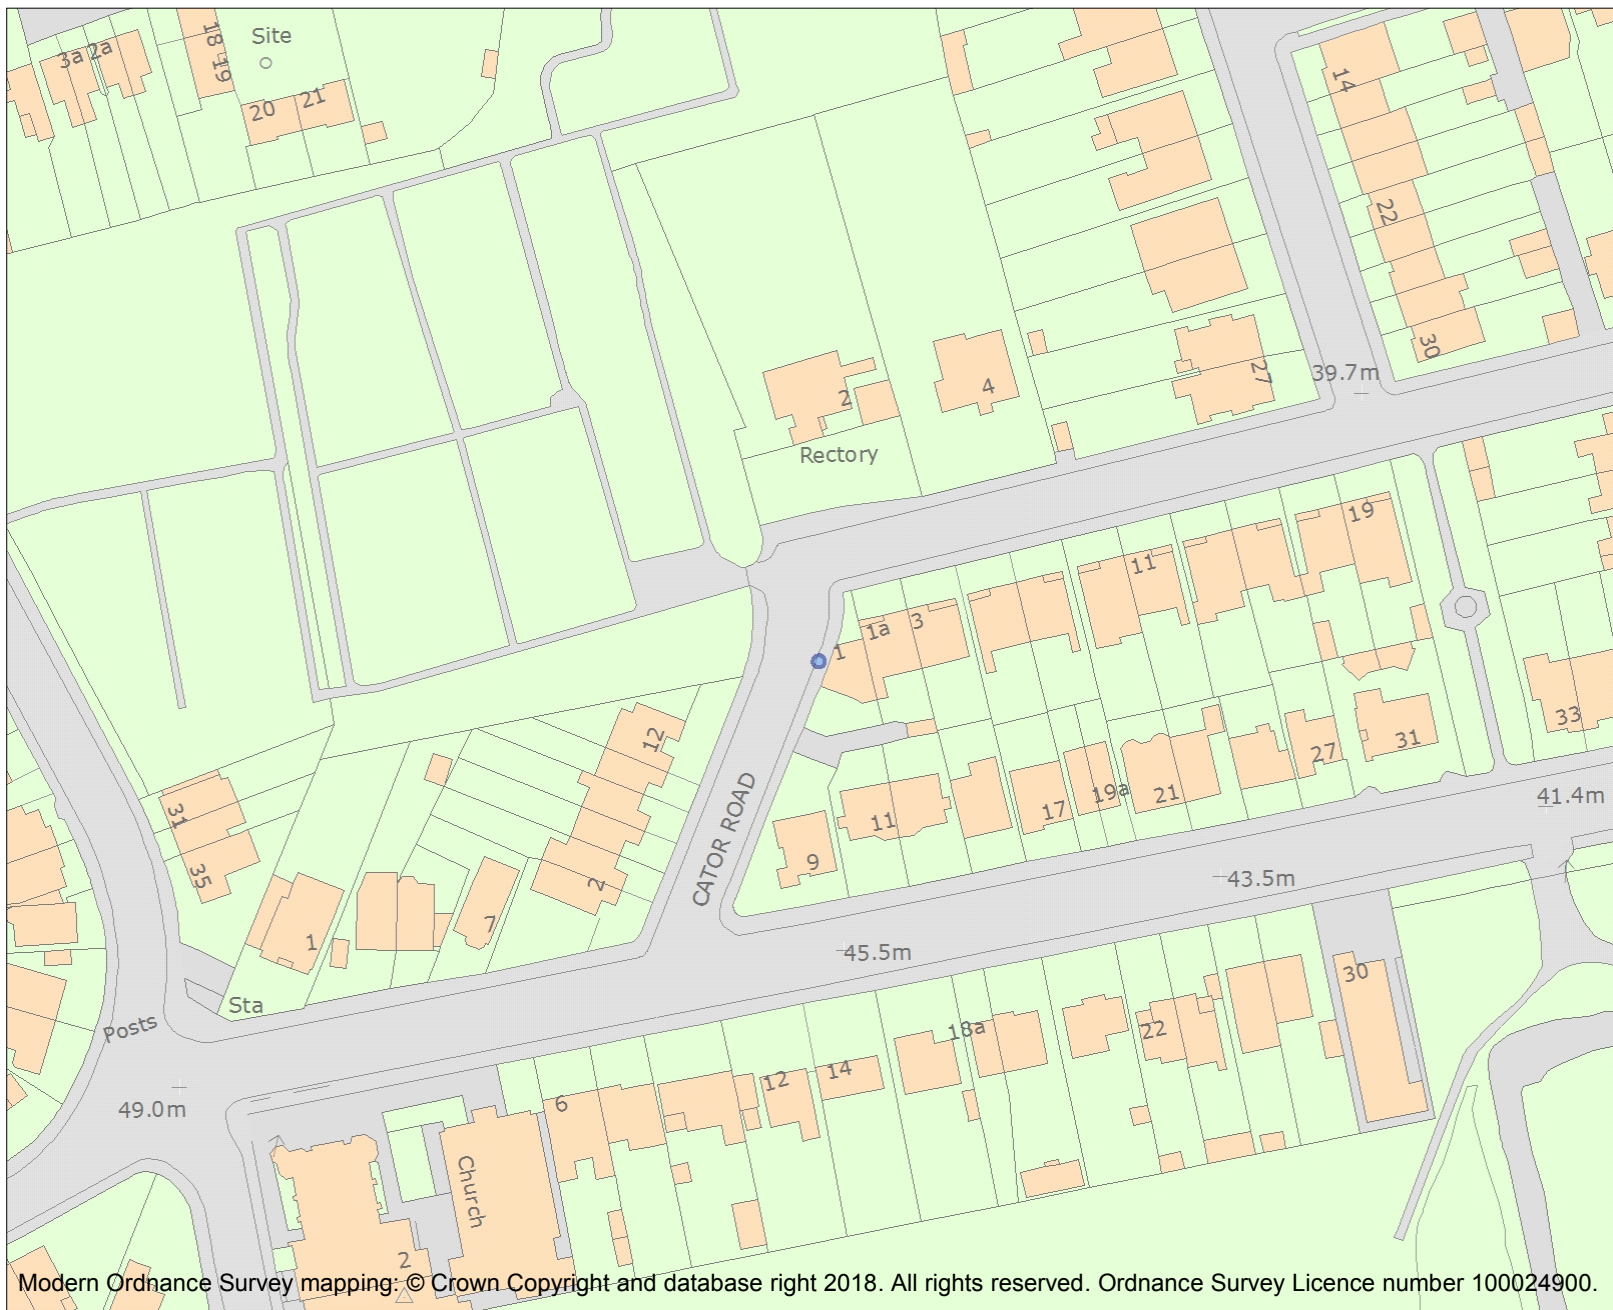 3a 2a
18
19
Site
20
21
14
22
30
39.7m
27
4
2
Rectory
19
11
3
1a
1
12
33
31
27
21
19a
17
11
9
41.4m
43.5m
45.5m
CATOR ROAD
31
35
1
7
2
Sta
Posts
49.0m
6
12
14
18a
22
30
Church
2
Modern Ordnance Survey mapping: © Crown Copyright and database right 2018. All rights reserved. Ordnance Survey Licence number 100024900.